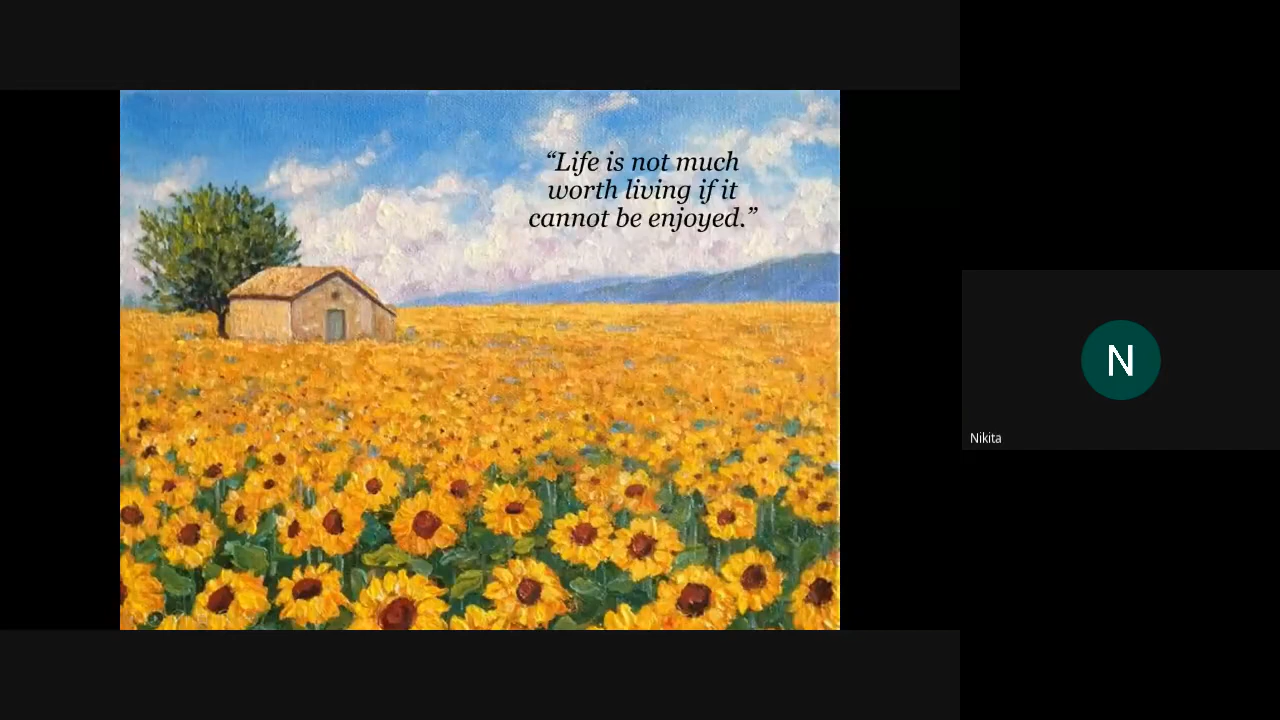 “Life is not much
worth living if it
cannot be enjoyed.”
N
Nikita